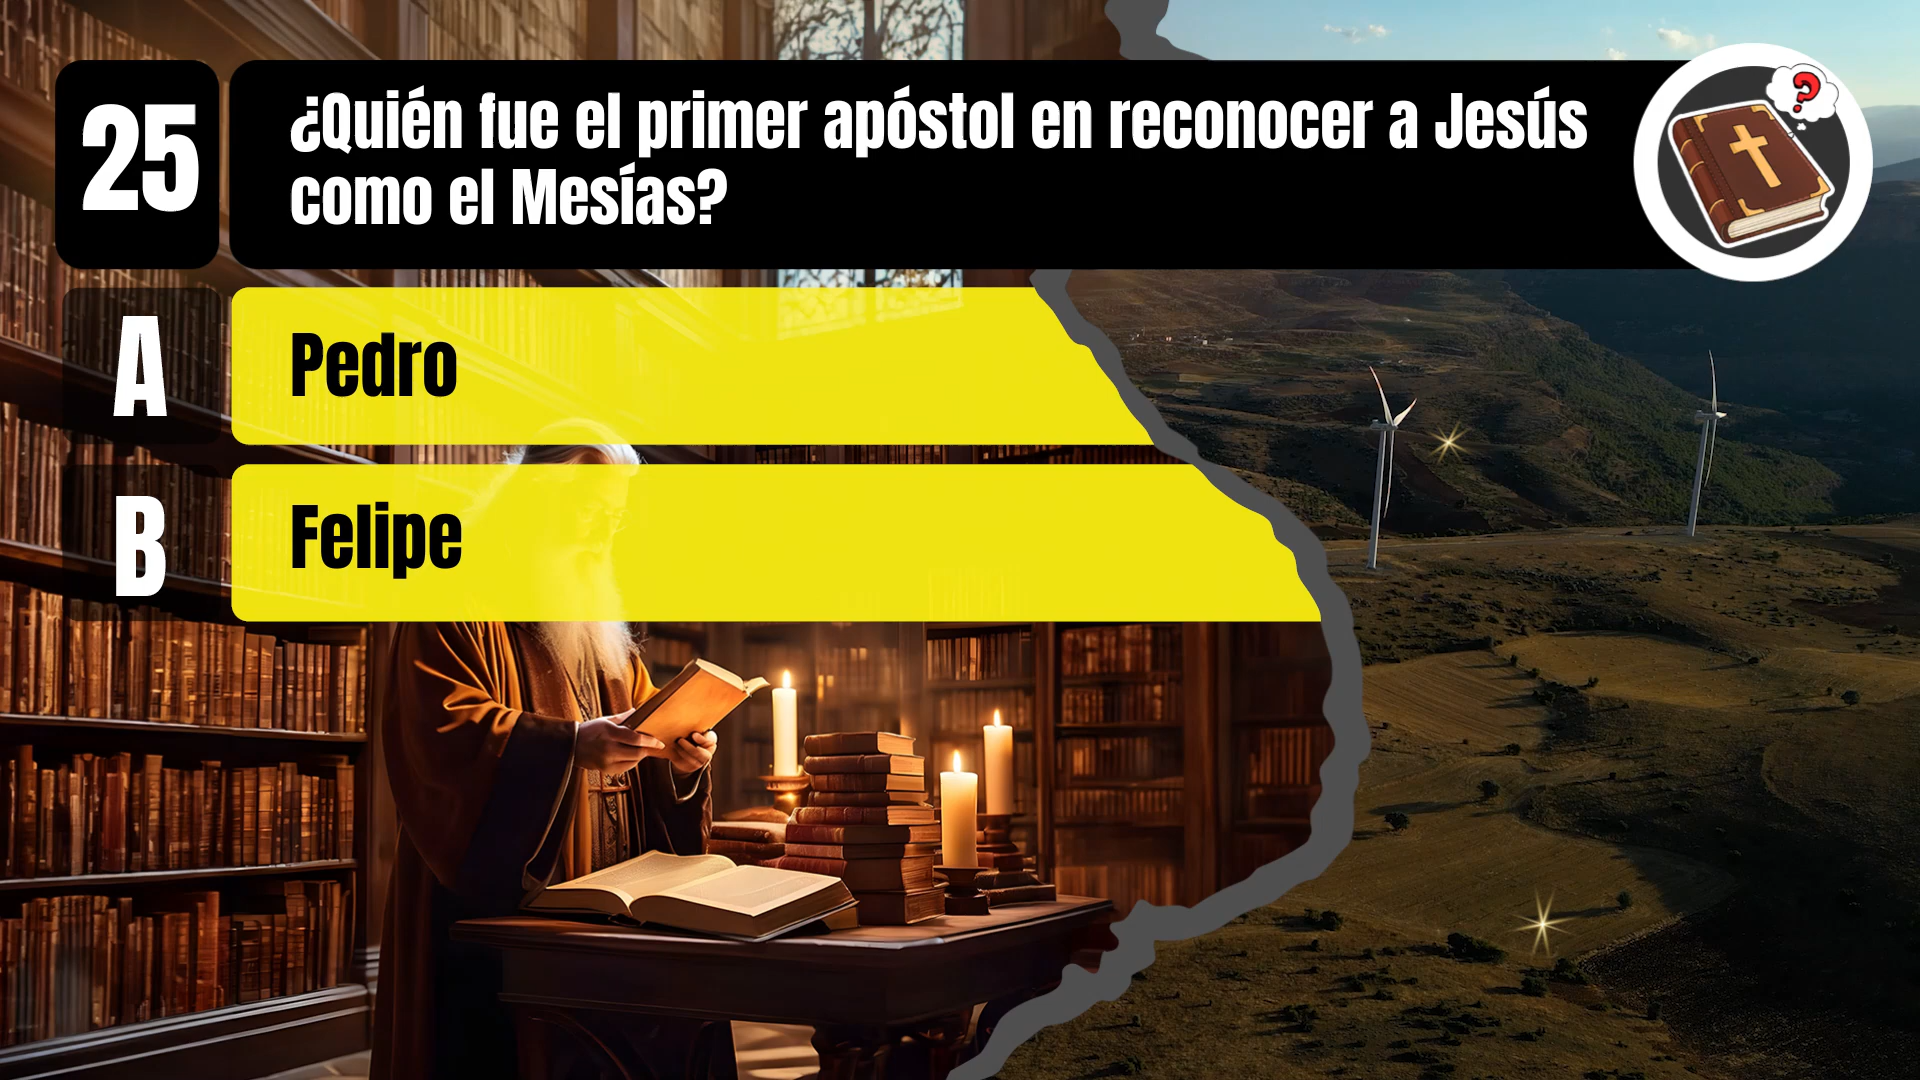 25
¿Quién fue el primer apóstol en reconocer a Jesús
como el Mesías?
A
Pedro
B
Felipe
?